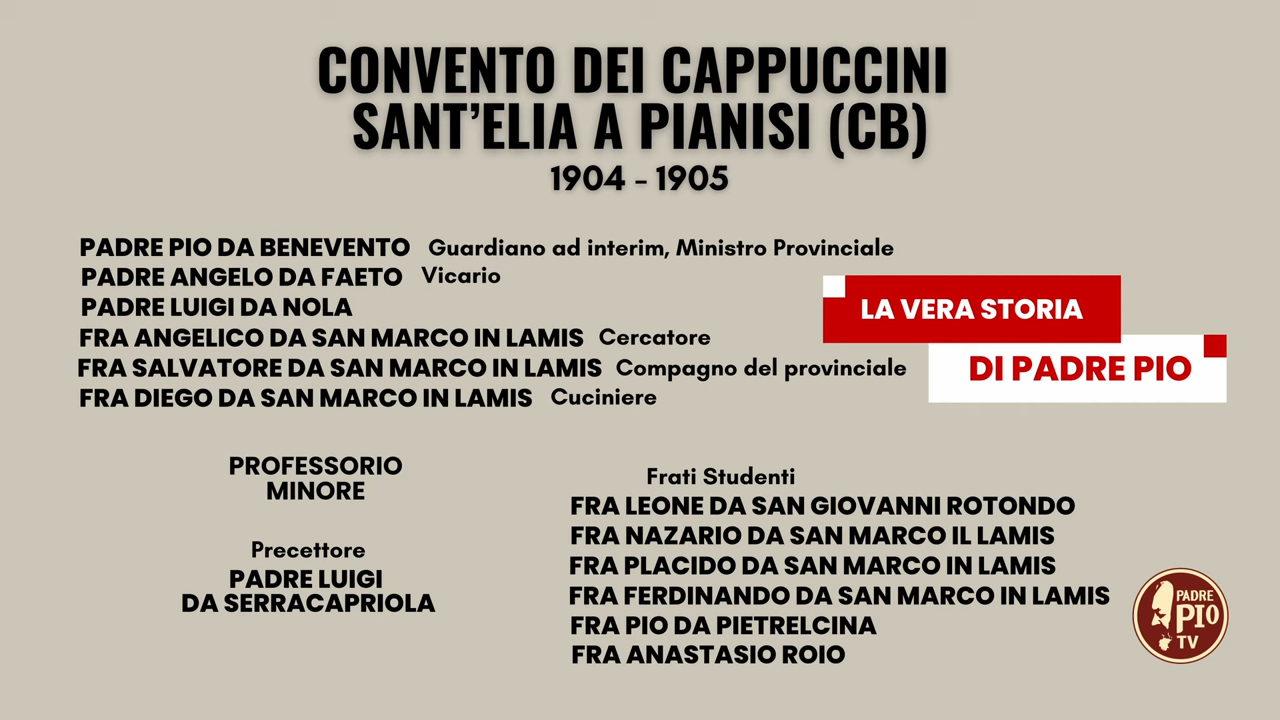 CONVENTO DEI CAPPUCCINI
SANT'ELIA A PIANISI (CB)
1904 - 1905
PADRE PIO DA BENEVENTO Guardiano ad interim, Ministro Provinciale
PADRE ANGELO DA FAETO Vicario
PADRE LUIGI DA NOLA
FRA ANGELICO DA SAN MARCO IN LAMIS Cercatore
FRA SALVATORE DA SAN MARCO IN LAMIS Compagno del provinciale
FRA DIEGO DA SAN MARCO IN LAMIS Cuciniere
LA VERA STORIA
DI PADRE PIO
PROFESSORIO
MINORE
Precettore
PADRE LUIGI
DA SERRACAPRIOLA
Frati Studenti
FRA LEONE DA SAN GIOVANNI ROTONDO
FRA NAZARIO DA SAN MARCO IL LAMIS
FRA PLACIDO DA SAN MARCO IN LAMIS
FRA FERDINANDO DA SAN MARCO IN LAMIS
FRA PIO DA PIETRELCINA
FRA ANASTASIO ROIO
PADRE
PIO
TV